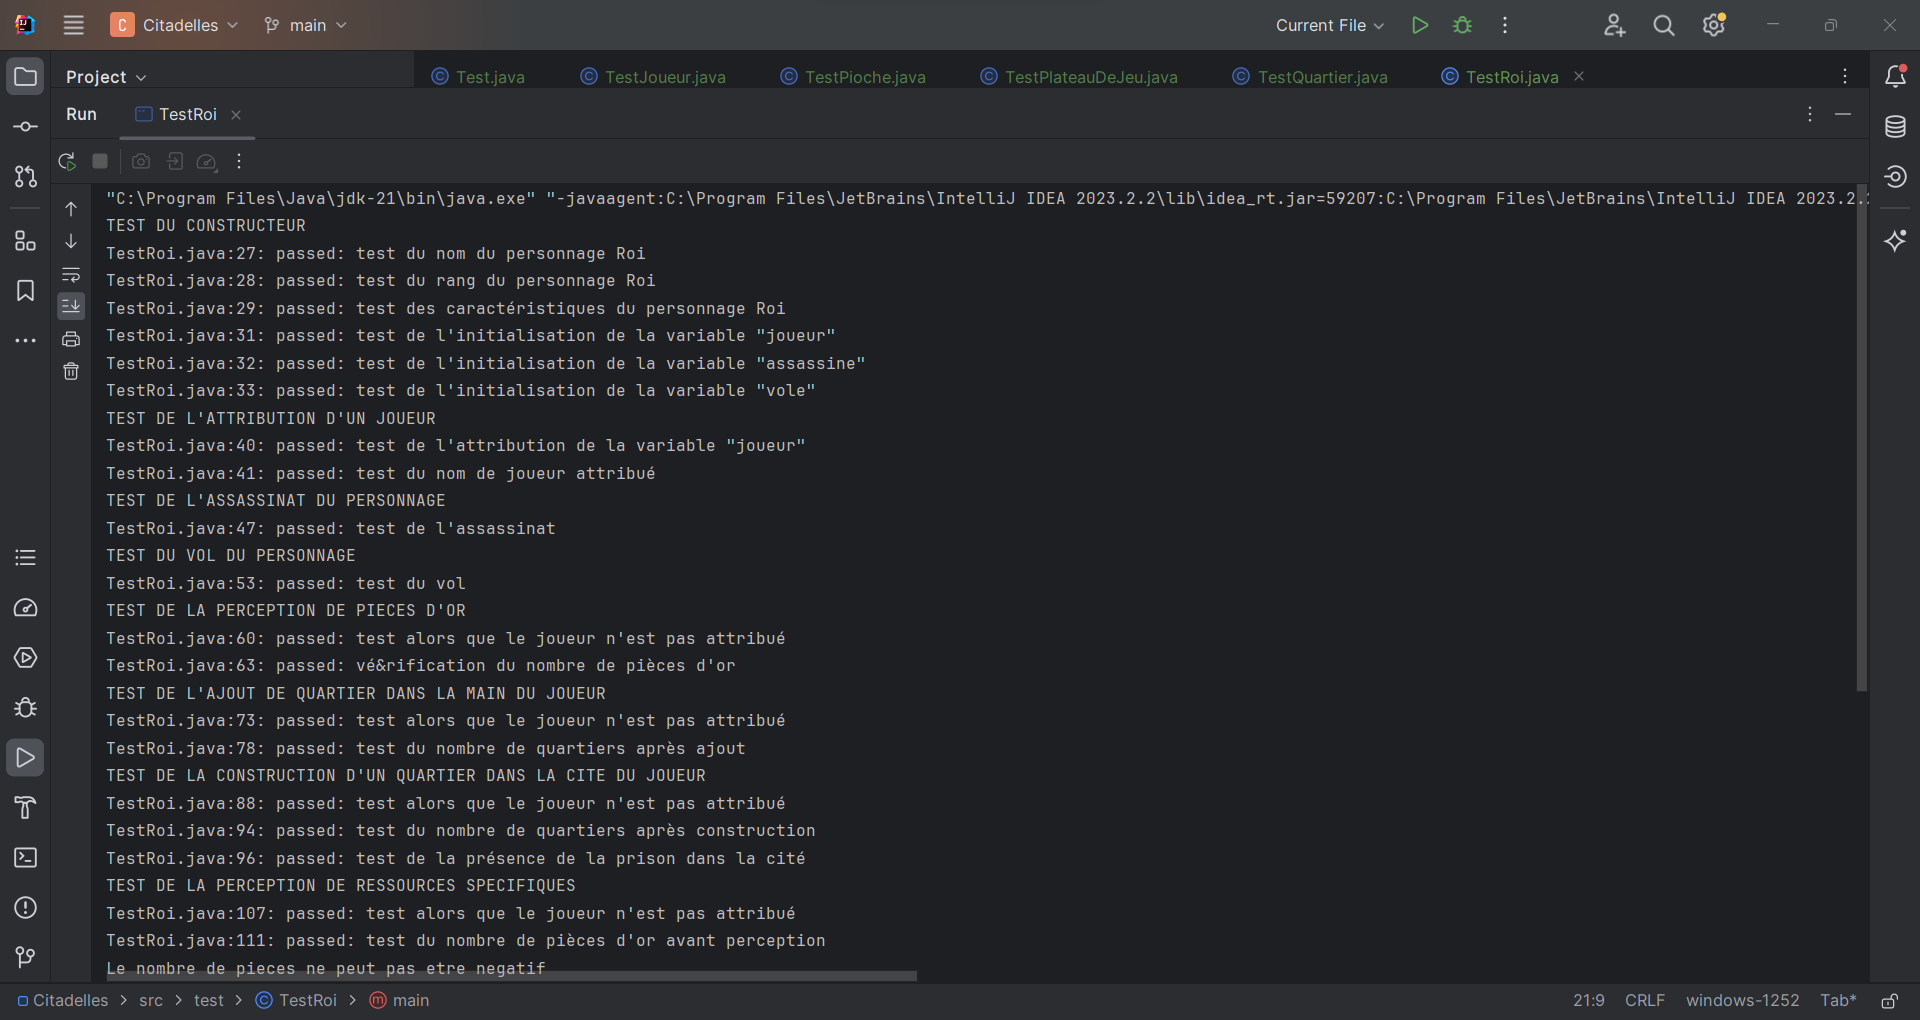 C Citadelles main Current File
Project
Test.java TestJoueur.java TestPioche.java TestPlateauDeJeu.java TestQuartier.java TestRoi.java
Run TestRoi
"C:\Program Files\Java\jdk-21\bin\java.exe" "-javaagent:C:\Program Files\JetBrains\IntelliJ IDEA 2023.2.2\lib\idea_rt.jar=59207:C:\Program Files\JetBrains\IntelliJ IDEA 2023.2.
TEST DU CONSTRUCTEUR
TestRoi.java:27: passed: test du nom du personnage Roi
TestRoi.java:28: passed: test du rang du personnage Roi
TestRoi.java:29: passed: test des caractéristiques du personnage Roi
TestRoi.java:31: passed: test de l'initialisation de la variable "joueur"
TestRoi.java:32: passed: test de l'initialisation de la variable "assassine"
TestRoi.java:33: passed: test de l'initialisation de la variable "vole"
TEST DE L'ATTRIBUTION D'UN JOUEUR
TestRoi.java:40: passed: test de l'attribution de la variable "joueur"
TestRoi.java:41: passed: test du nom de joueur attribué
TEST DE L'ASSASSINAT DU PERSONNAGE
TestRoi.java:47: passed: test de l'assassinat
TEST DU VOL DU PERSONNAGE
TestRoi.java:53: passed: test du vol
TEST DE LA PERCEPTION DE PIECES D'OR
TestRoi.java:60: passed: test alors que le joueur n'est pas attribué
TestRoi.java:63: passed: vé&rification du nombre de pièces d'or
TEST DE L'AJOUT DE QUARTIER DANS LA MAIN DU JOUEUR
TestRoi.java:73: passed: test alors que le joueur n'est pas attribué
TestRoi.java:78: passed: test du nombre de quartiers après ajout
TEST DE LA CONSTRUCTION D'UN QUARTIER DANS LA CITE DU JOUEUR
TestRoi.java:88: passed: test alors que le joueur n'est pas attribué
TestRoi.java:94: passed: test du nombre de quartiers après construction
TestRoi.java:96: passed: test de la présence de la prison dans la cité
TEST DE LA PERCEPTION DE RESSOURCES SPECIFIQUES
TestRoi.java:107: passed: test alors que le joueur n'est pas attribué
TestRoi.java:111: passed: test du nombre de pièces d'or avant perception
Le nombre de pieces ne peut pas etre negatif
Citadelles > src > test > TestRoi > main 21:9 CRLF windows-1252 Tab*